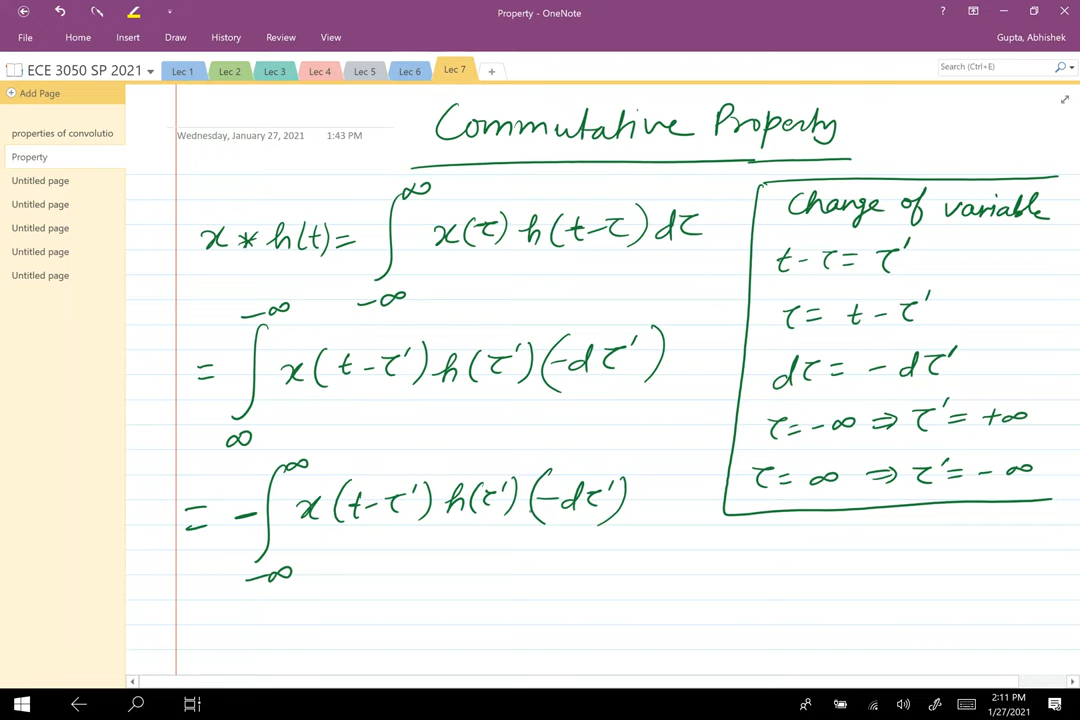 Property - OneNote
?
File Home Insert Draw History Review View
Gupta, Abhishek
ECE 3050 SP 2021
Lec 1 Lec 2 Lec 3 Lec 4 Lec 5 Lec 6 Lec 7 +
Search (Ctrl+E)
Add Page
properties of convolutio
Property
Untitled page
Untitled page
Untitled page
Untitled page
Untitled page
Wednesday, January 27, 2021 1:43 PM
Commutative Property
x * h(t) = ∫_{-∞}^{∞} x(τ) h(t-τ) dτ
= ∫_{∞}^{-∞} x(t-τ') h(τ') (-dτ')
= - ∫_{-∞}^{∞} x(t-τ') h(τ') (-dτ')
Change of variable
t - τ = τ'
τ = t - τ'
dτ = - dτ'
τ = -∞ ⇒ τ' = +∞
τ = ∞ ⇒ τ' = -∞
2:11 PM
1/27/2021